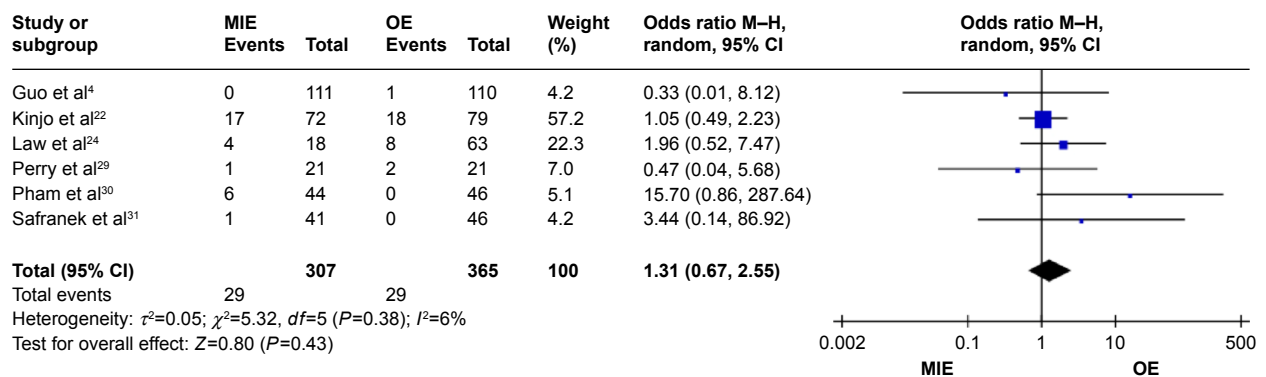 Study or subgroup MIE Events Total OE Events Total Weight (%) Odds ratio M–H, random, 95% CI Odds ratio M–H, random, 95% CI
Guo et al⁴ 0 111 1 110 4.2 0.33 (0.01, 8.12)
Kinjo et al²² 17 72 18 79 57.2 1.05 (0.49, 2.23)
Law et al²⁴ 4 18 8 63 22.3 1.96 (0.52, 7.47)
Perry et al²⁹ 1 21 2 21 7.0 0.47 (0.04, 5.68)
Pham et al³⁰ 6 44 0 46 5.1 15.70 (0.86, 287.64)
Safranek et al³¹ 1 41 0 46 4.2 3.44 (0.14, 86.92)
Total (95% CI) 307 365 100 1.31 (0.67, 2.55)
Total events 29 29
Heterogeneity: τ²=0.05; χ²=5.32, df=5 (P=0.38); I²=6%
Test for overall effect: Z=0.80 (P=0.43)
0.002 0.1 1 10 500
MIE OE